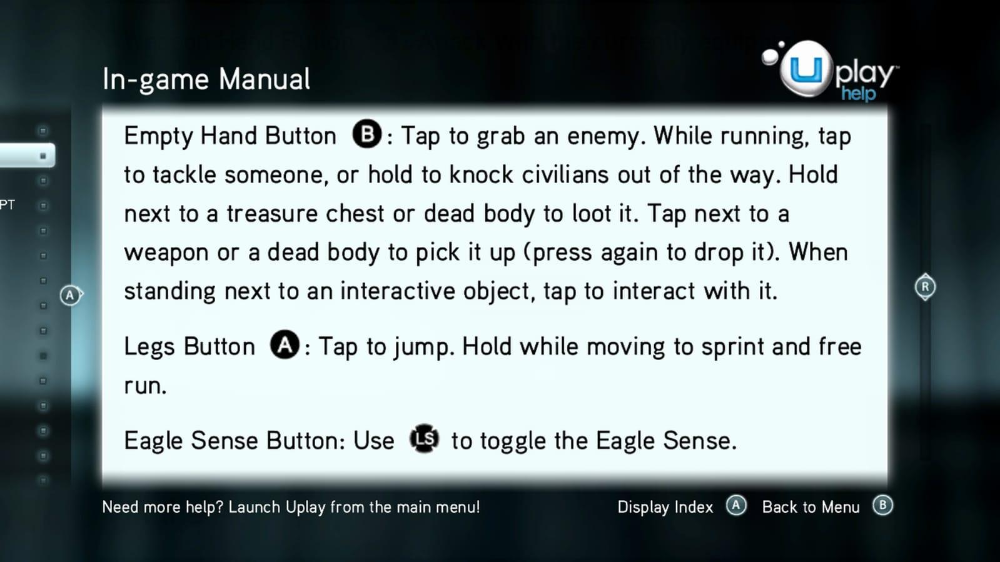 In-game Manual
Uplay™
help
Empty Hand Button B: Tap to grab an enemy. While running, tap
to tackle someone, or hold to knock civilians out of the way. Hold
next to a treasure chest or dead body to loot it. Tap next to a
weapon or a dead body to pick it up (press again to drop it). When
standing next to an interactive object, tap to interact with it.
PT
A
R
Legs Button A: Tap to jump. Hold while moving to sprint and free
run.
Eagle Sense Button: Use LS to toggle the Eagle Sense.
Need more help? Launch Uplay from the main menu!
Display Index A Back to Menu B